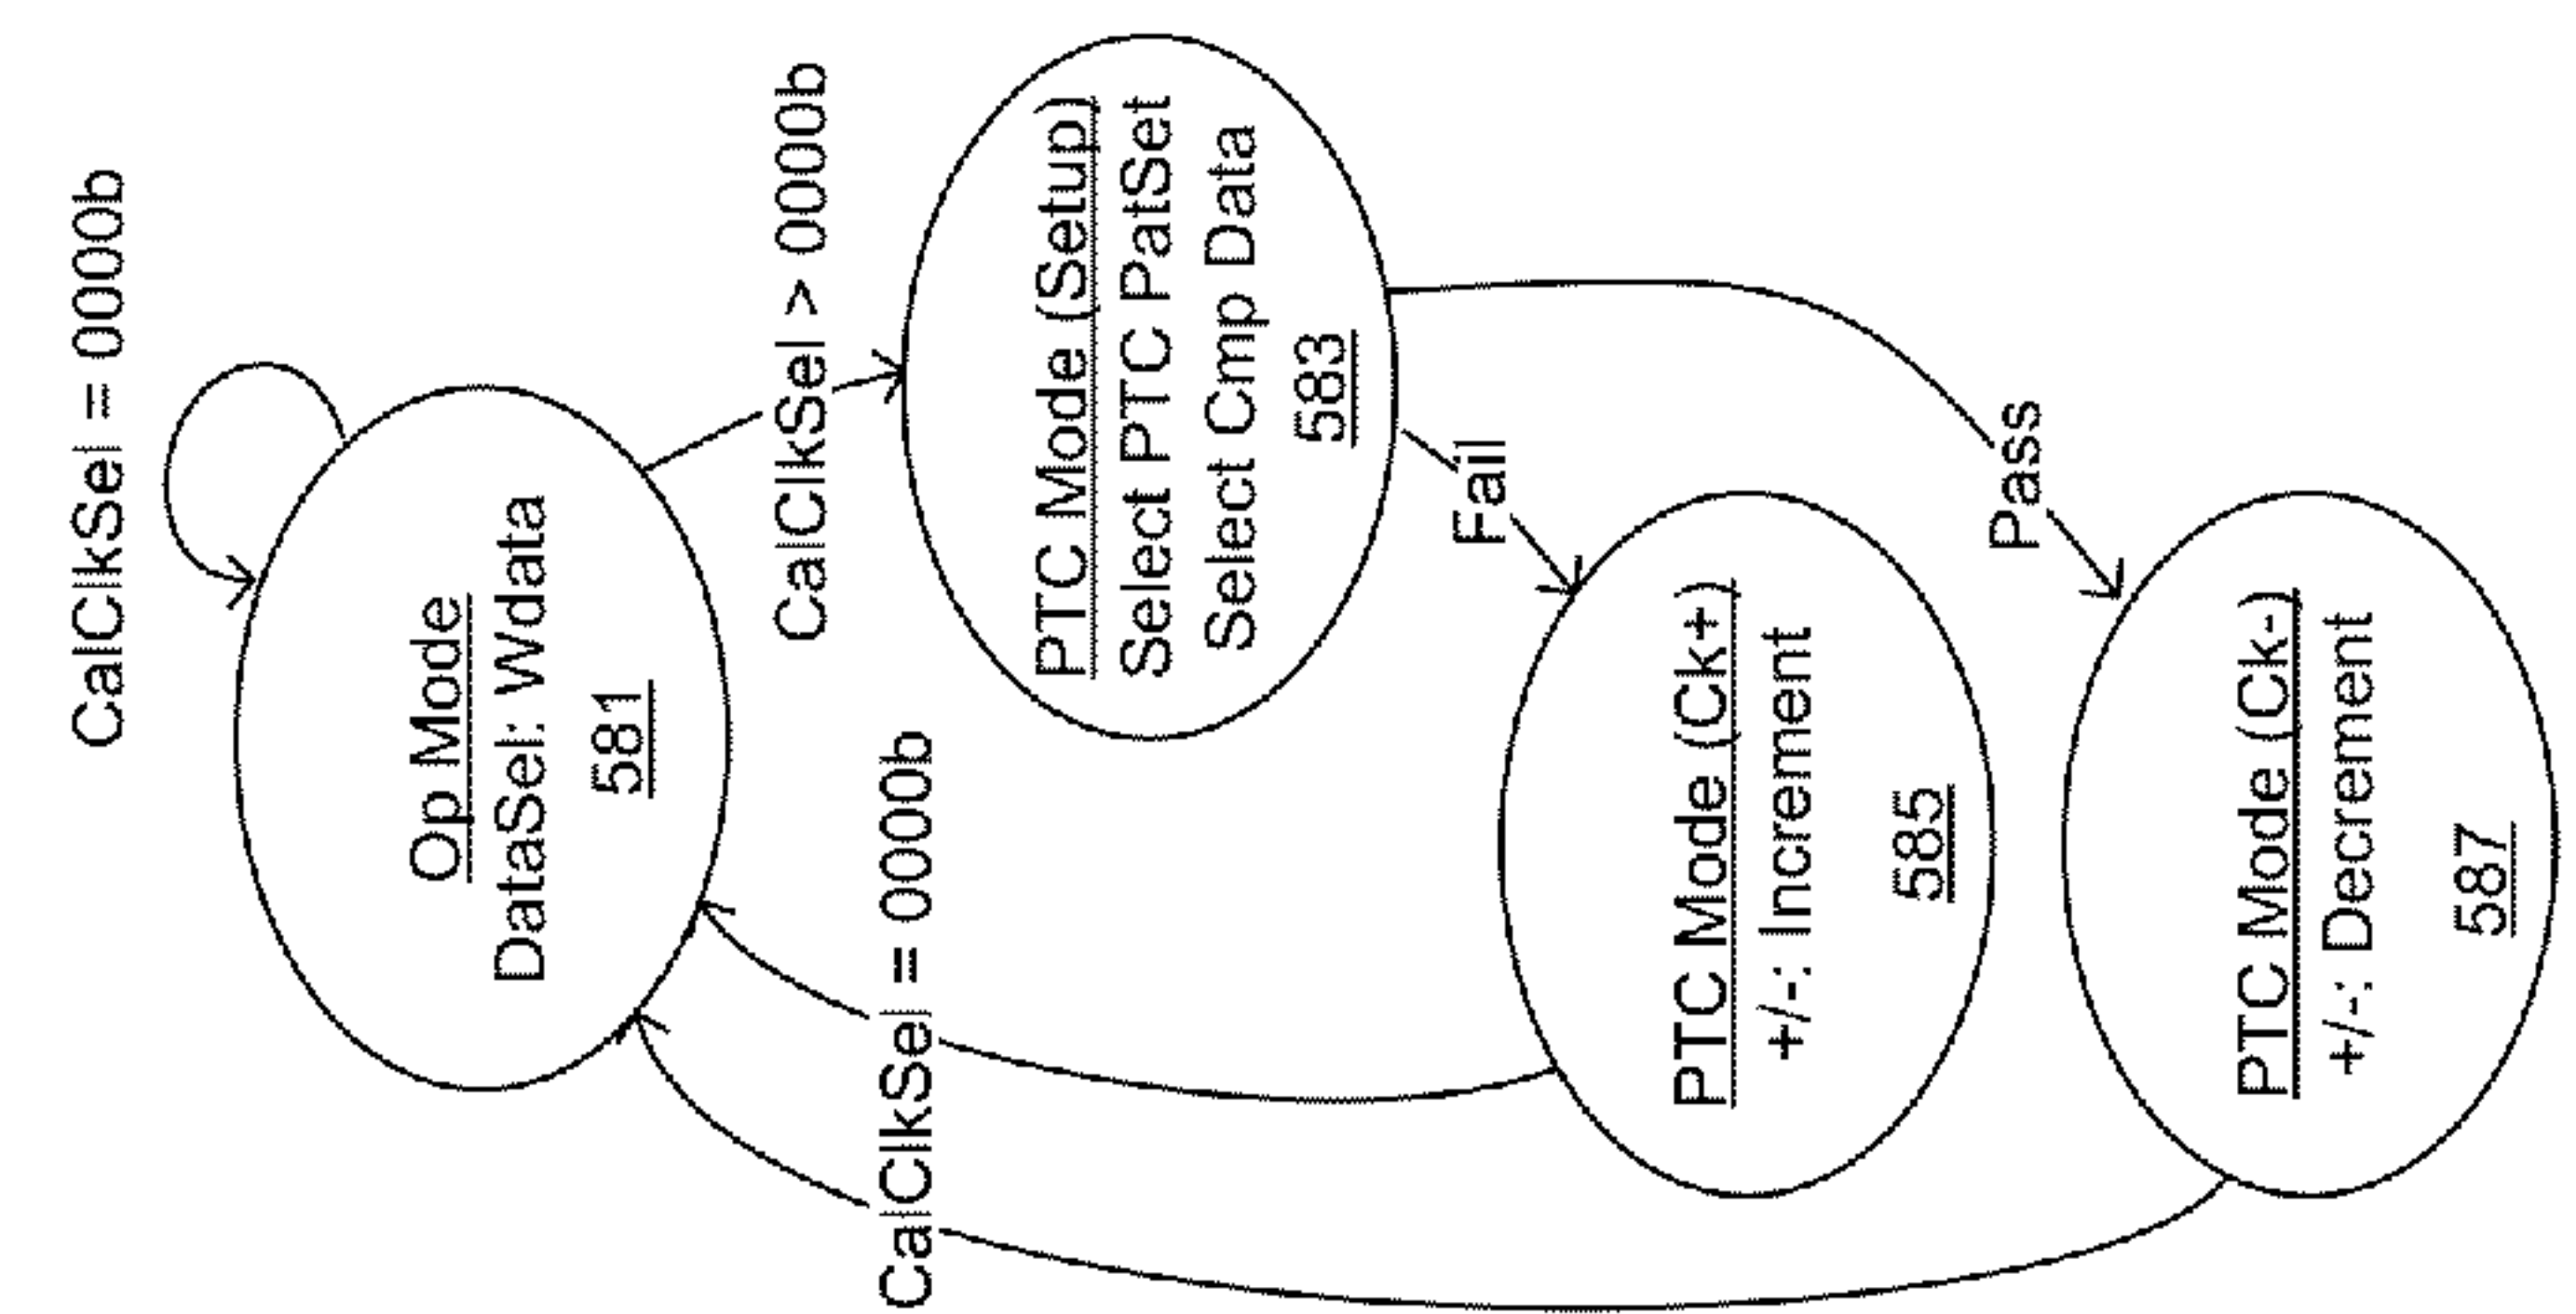 CalClkSel = 0000b
Op Mode
DataSel: Wdata
581
CalClkSel > 0000b
CalClkSel = 0000b
PTC Mode (Setup)
Select PTC PatSet
Select Cmp Data
583
Fail
Pass
PTC Mode (Ck+)
+/-: Increment
585
PTC Mode (Ck-)
+/-: Decrement
587